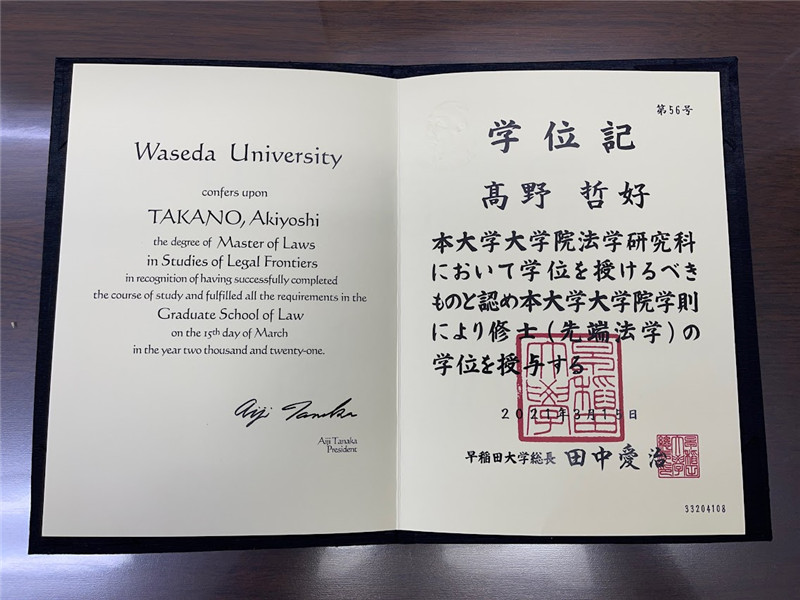 Waseda University
confers upon
TAKANO, Akiyoshi
the degree of Master of Laws
in Studies of Legal Frontiers
in recognition of having successfully completed
the course of study and fulfilled all the requirements in the
Graduate School of Law
on the 15th day of March
in the year two thousand and twenty-one.
Aiji Tanaka
Aiji Tanaka
President
第56号
学位記
髙野 哲好
本大学大学院法学研究科
において学位を授けるべき
ものと認め本大学大学院学則
により修士(先端法学)の
学位を授与する
2021年3月15日
早稲田大学総長 田中愛治
33204108